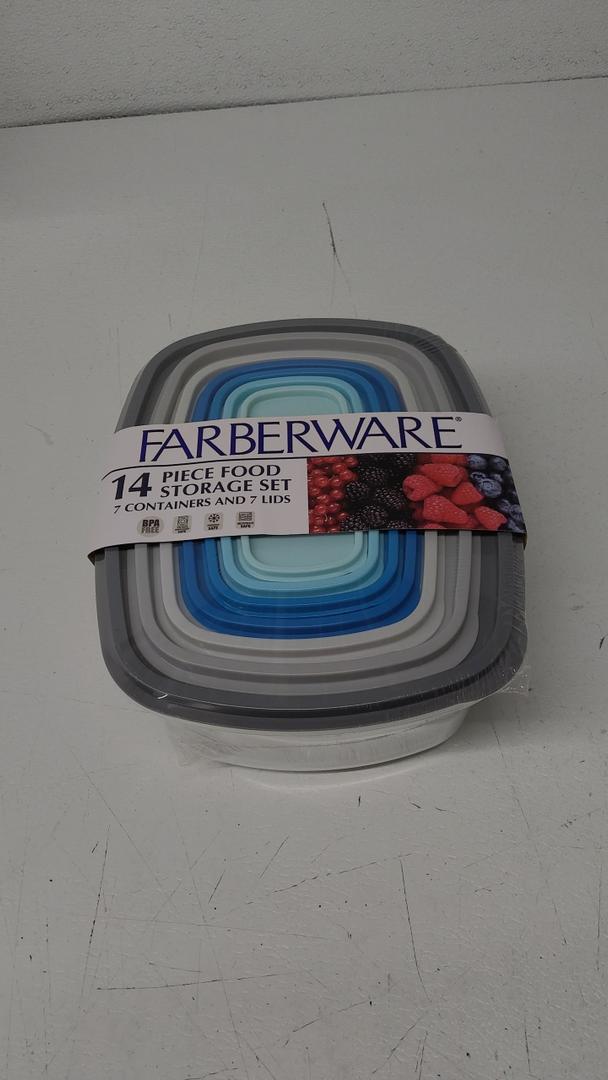 FARBERWARE®
14 PIECE FOOD
STORAGE SET
7 CONTAINERS AND 7 LIDS
BPA
FREE